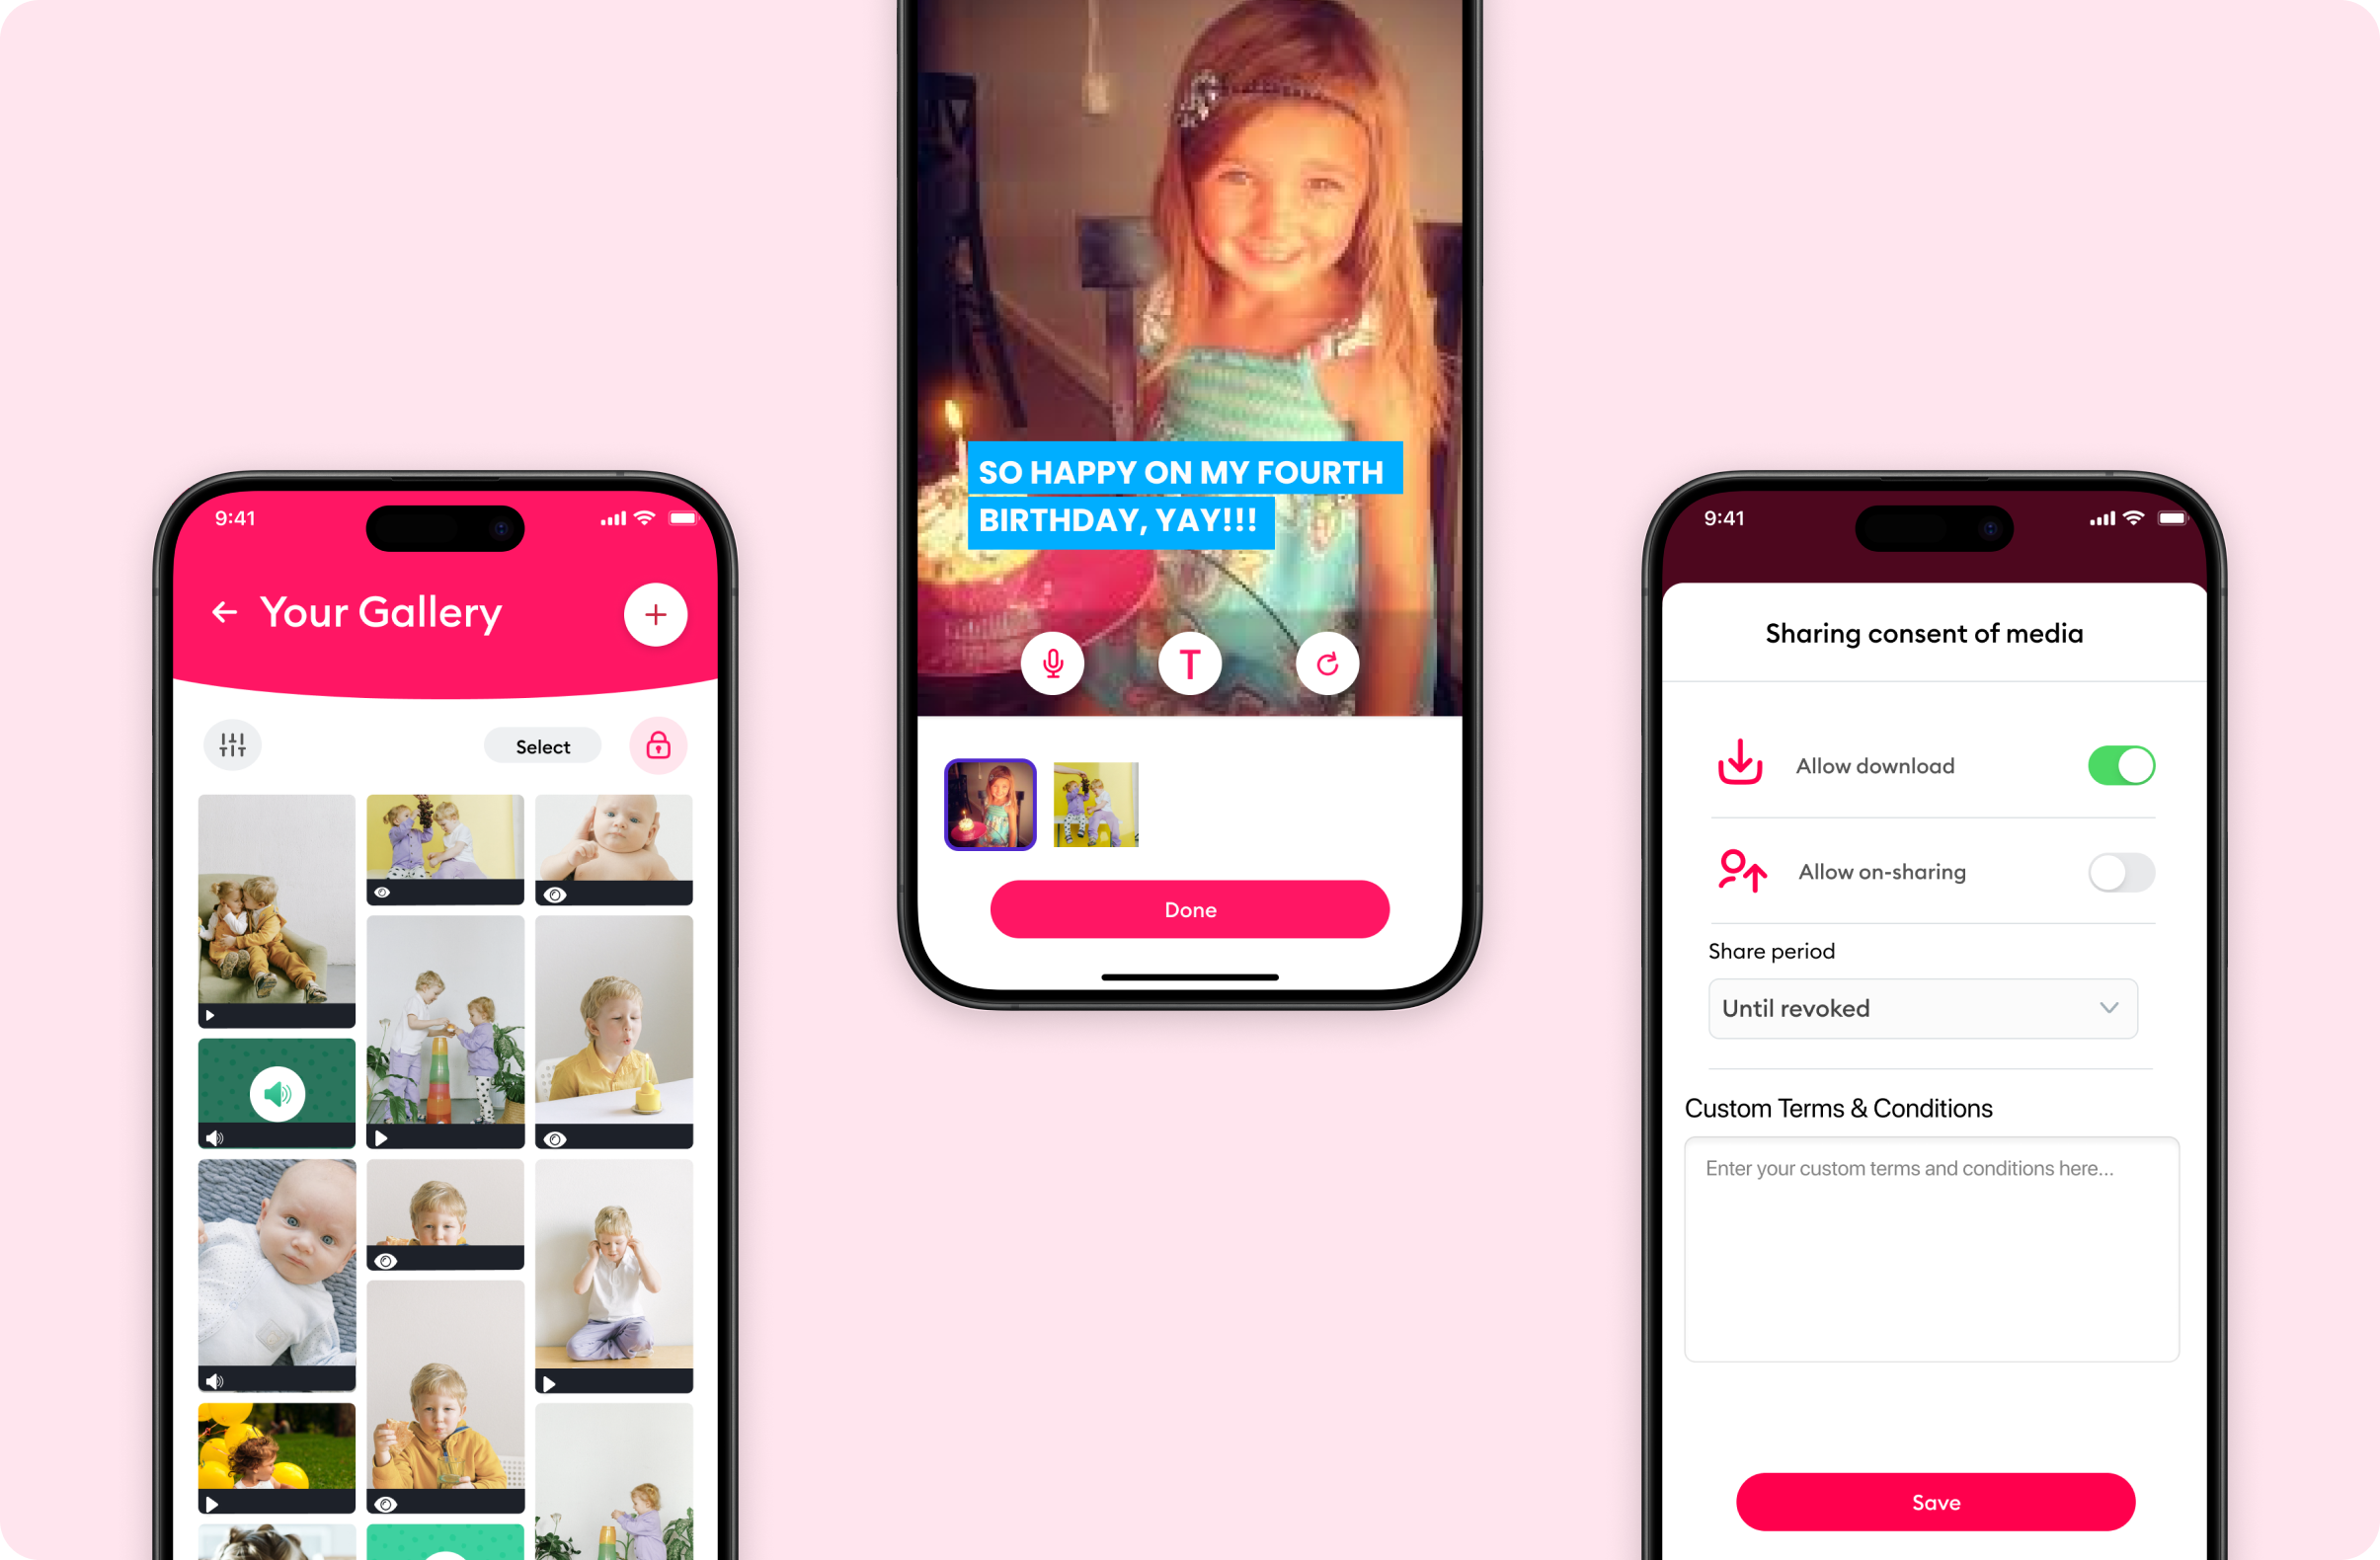 9:41
Your Gallery
Select
SO HAPPY ON MY FOURTH
BIRTHDAY, YAY!!!
T
Done
9:41
Sharing consent of media
Allow download
Allow on-sharing
Share period
Until revoked
Custom Terms & Conditions
Enter your custom terms and conditions here...
Save